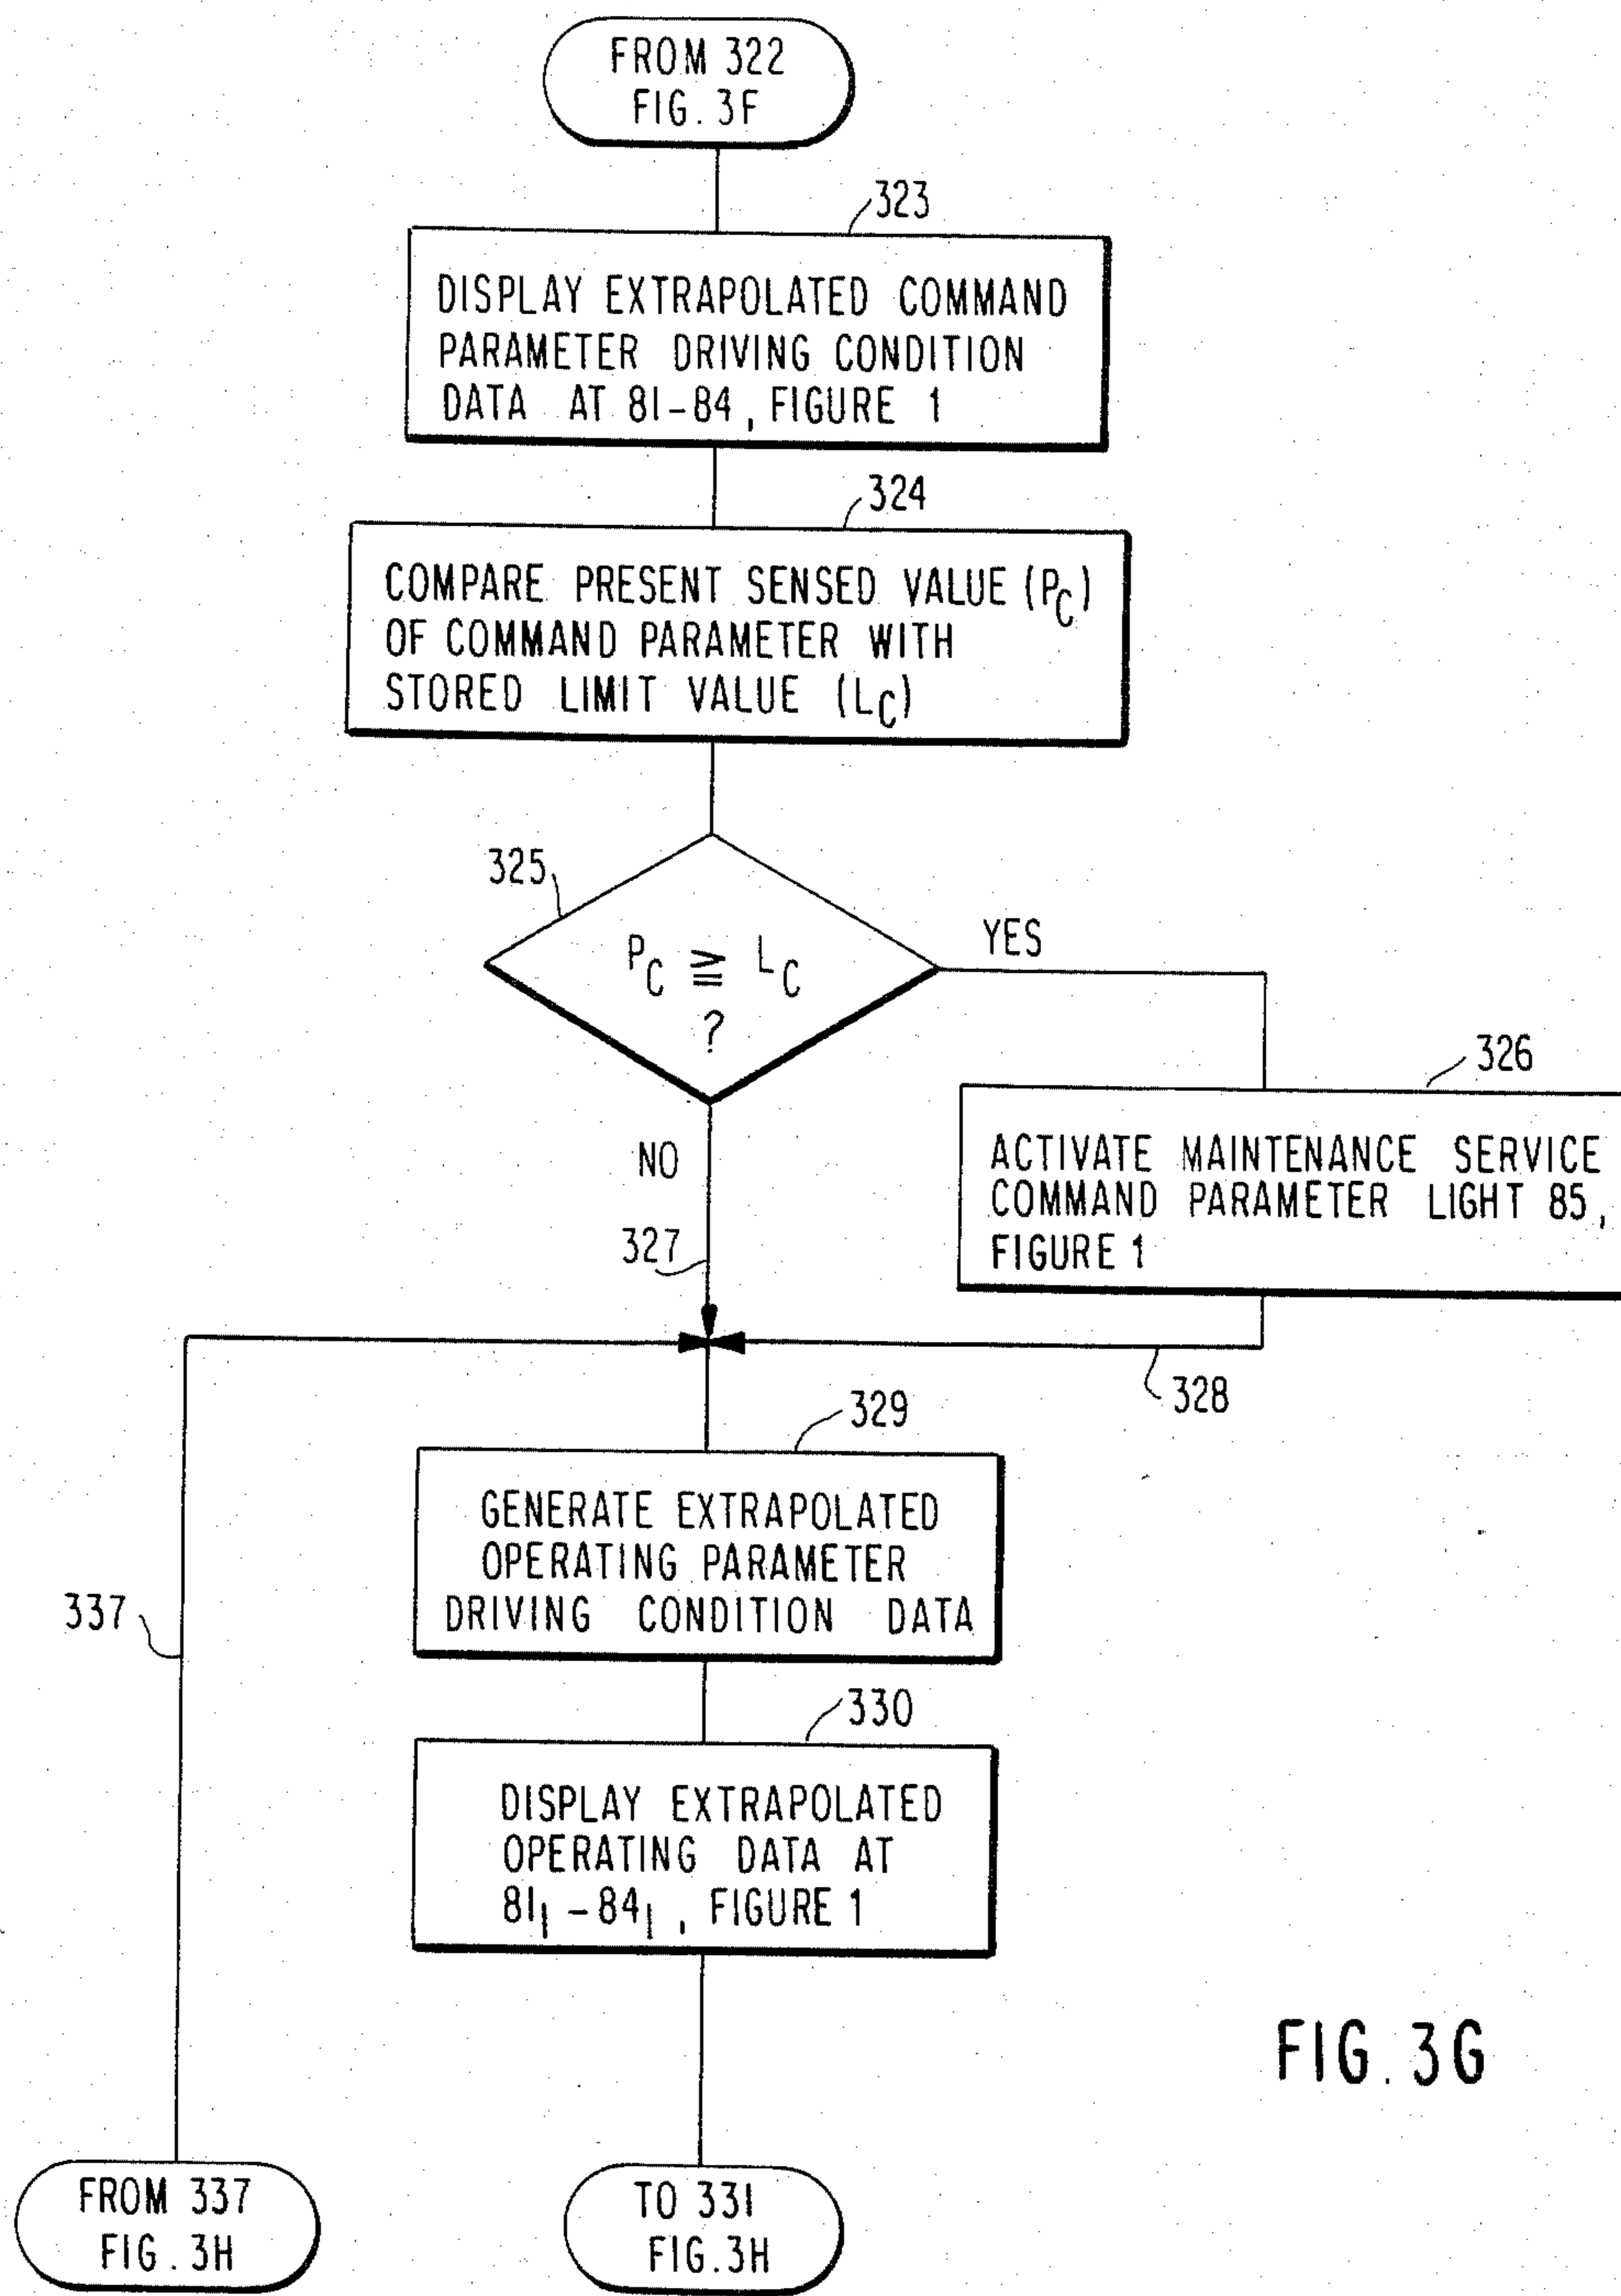 FROM 322
FIG. 3F
323
DISPLAY EXTRAPOLATED COMMAND
PARAMETER DRIVING CONDITION
DATA AT 81-84, FIGURE 1
324
COMPARE PRESENT SENSED VALUE (PC)
OF COMMAND PARAMETER WITH
STORED LIMIT VALUE (LC)
325
PC ≧ LC
?
YES
326
ACTIVATE MAINTENANCE SERVICE
COMMAND PARAMETER LIGHT 85,
FIGURE 1
NO
327
328
329
GENERATE EXTRAPOLATED
OPERATING PARAMETER
DRIVING CONDITION DATA
337
330
DISPLAY EXTRAPOLATED
OPERATING DATA AT
81₁-84₁, FIGURE 1
FIG. 3G
FROM 337
FIG. 3H
TO 331
FIG. 3H